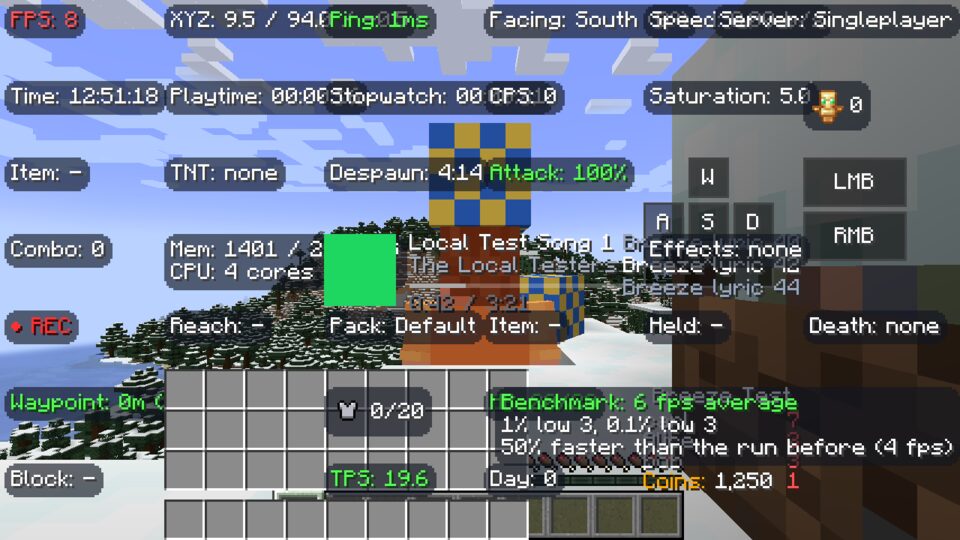 FPS: 8
XYZ: 9.5 / 94.
Ping: 1ms
Facing: South
Speed
Server: Singleplayer
Time: 12:51:18
Playtime: 00:00
Stopwatch: 00
CPS:
Saturation: 5.0
0
Item: -
TNT: none
Despawn: 4:14
Attack: 100%
W
LMB
A S D
RMB
Combo: 0
Mem: 1401 / 2
CPU: 4 cores
Local Test Song 1
The Local Testers
0:42 / 3:21
Effects: none
Breeze lyric 42
Breeze lyric 44
REC
Reach: -
Pack: Default
Item: -
Held: -
Death: none
Waypoint: 0m
0/20
Breeze Test
Benchmark: 6 fps average
1% low 3, 0.1% low 3
50% faster than the run before (4 fps)
Block: -
TPS: 19.6
Day: 0
Coins: 1,250
1